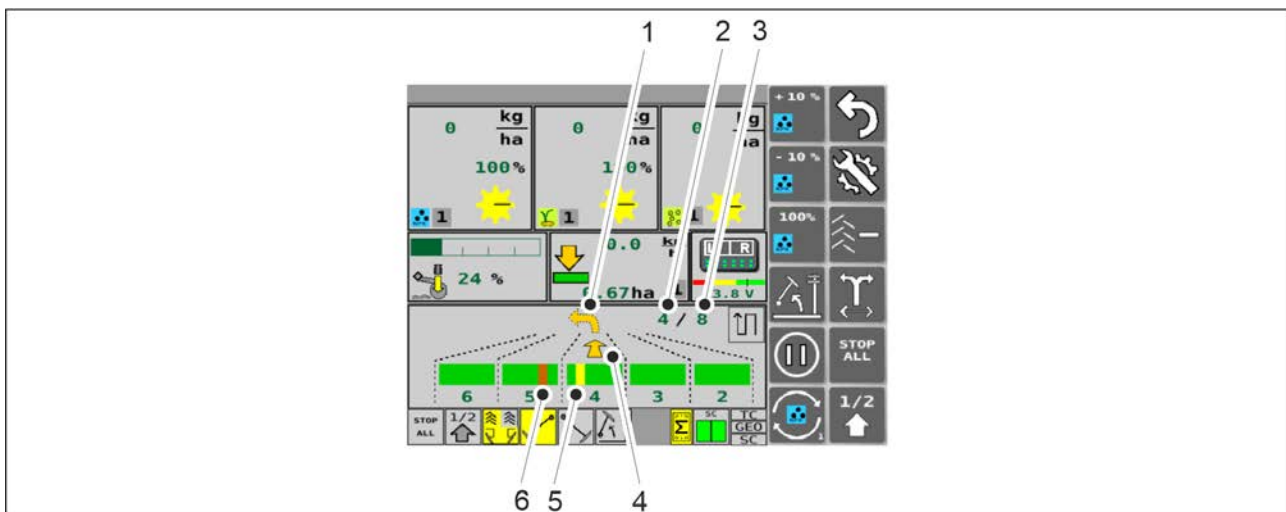 1 2 3
0 kg/ha 0 kg/ha 0 kg/ha
100%
1 1 1
24 %
0.0
0.67ha
L R
3.8 V
4 / 8
6 5 4 3 2
STOP ALL
1/2
Σ
SC
TC
GEO
SC
+ 10 %
- 10 %
100%
STOP ALL
1/2
1
6 5 4